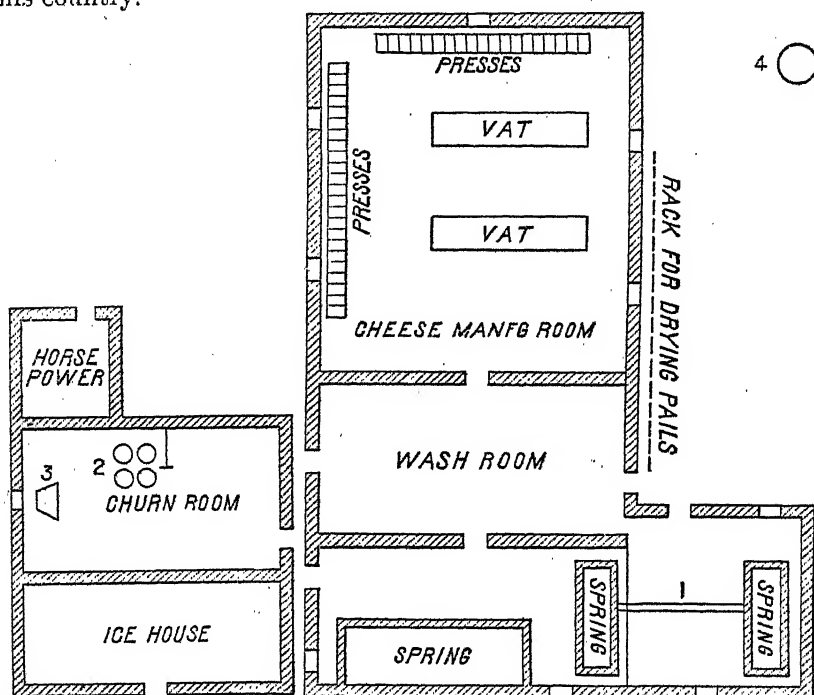 this country.
PRESSES
4
VAT
PRESSES
VAT
RACK FOR DRYING PAILS
CHEESE MANF'G ROOM
HORSE
POWER
WASH ROOM
2
3
CHURN ROOM
SPRING
1
SPRING
ICE HOUSE
SPRING